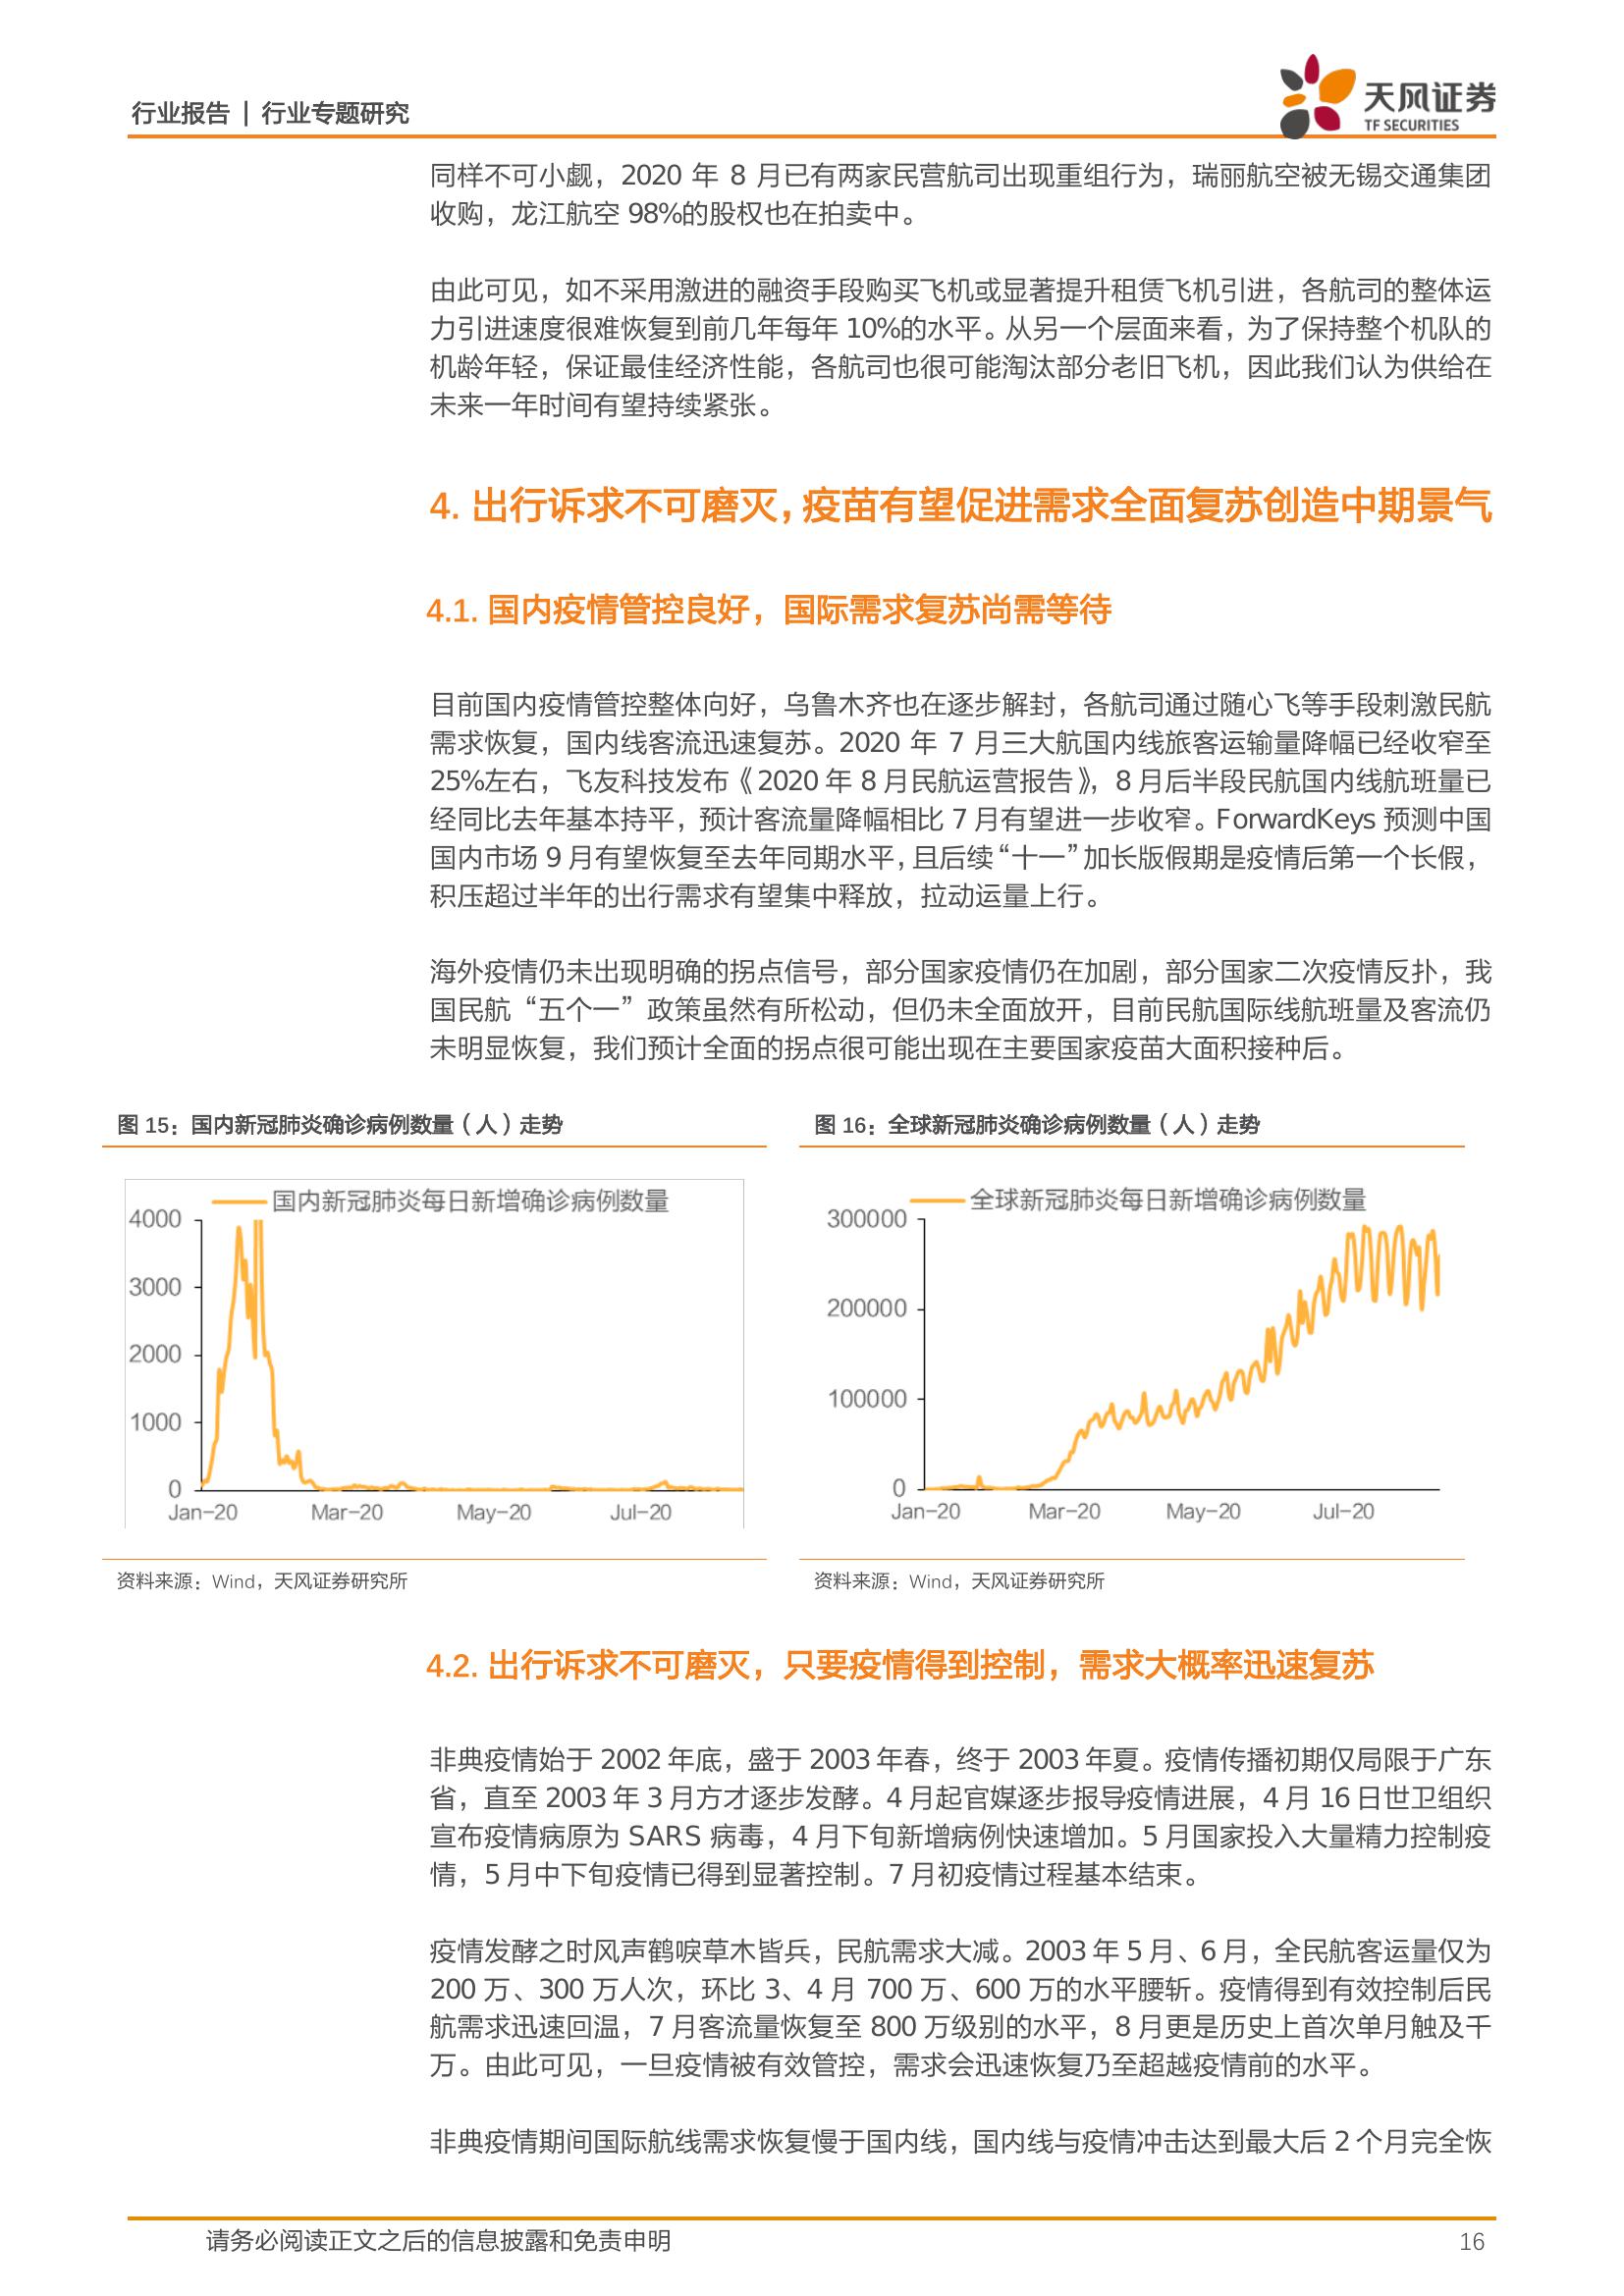 行业报告 | 行业专题研究
天风证券
TF SECURITIES
同样不可小觑，2020 年 8 月已有两家民营航司出现重组行为，瑞丽航空被无锡交通集团
收购，龙江航空 98%的股权也在拍卖中。
由此可见，如不采用激进的融资手段购买飞机或显著提升租赁飞机引进，各航司的整体运
力引进速度很难恢复到前几年每年 10%的水平。从另一个层面来看，为了保持整个机队的
机龄年轻，保证最佳经济性能，各航司也很可能淘汰部分老旧飞机，因此我们认为供给在
未来一年时间有望持续紧张。
4. 出行诉求不可磨灭，疫苗有望促进需求全面复苏创造中期景气
4.1. 国内疫情管控良好，国际需求复苏尚需等待
目前国内疫情管控整体向好，乌鲁木齐也在逐步解封，各航司通过随心飞等手段刺激民航
需求恢复，国内线客流迅速复苏。2020 年 7 月三大航国内线旅客运输量降幅已经收窄至
25%左右，飞友科技发布《2020 年 8 月民航运营报告》，8 月后半段民航国内线航班量已
经同比去年基本持平，预计客流量降幅相比 7 月有望进一步收窄。ForwardKeys 预测中国
国内市场 9 月有望恢复至去年同期水平，且后续“十一”加长版假期是疫情后第一个长假，
积压超过半年的出行需求有望集中释放，拉动运量上行。
海外疫情仍未出现明确的拐点信号，部分国家疫情仍在加剧，部分国家二次疫情反扑，我
国民航“五个一”政策虽然有所松动，但仍未全面放开，目前民航国际线航班量及客流仍
未明显恢复，我们预计全面的拐点很可能出现在主要国家疫苗大面积接种后。
图 15：国内新冠肺炎确诊病例数量（人）走势
国内新冠肺炎每日新增确诊病例数量
4000
3000
2000
1000
0
Jan-20 Mar-20 May-20 Jul-20
资料来源：Wind，天风证券研究所
图 16：全球新冠肺炎确诊病例数量（人）走势
全球新冠肺炎每日新增确诊病例数量
300000
200000
100000
0
Jan-20 Mar-20 May-20 Jul-20
资料来源：Wind，天风证券研究所
4.2. 出行诉求不可磨灭，只要疫情得到控制，需求大概率迅速复苏
非典疫情始于 2002 年底，盛于 2003 年春，终于 2003 年夏。疫情传播初期仅局限于广东
省，直至 2003 年 3 月方才逐步发酵。4 月起官媒逐步报导疫情进展，4 月 16 日世卫组织
宣布疫情病原为 SARS 病毒，4 月下旬新增病例快速增加。5 月国家投入大量精力控制疫
情，5 月中下旬疫情已得到显著控制。7 月初疫情过程基本结束。
疫情发酵之时风声鹤唳草木皆兵，民航需求大减。2003 年 5 月、6 月，全民航客运量仅为
200 万、300 万人次，环比 3、4 月 700 万、600 万的水平腰斩。疫情得到有效控制后民
航需求迅速回温，7 月客流量恢复至 800 万级别的水平，8 月更是历史上首次单月触及千
万。由此可见，一旦疫情被有效管控，需求会迅速恢复乃至超越疫情前的水平。
非典疫情期间国际航线需求恢复慢于国内线，国内线与疫情冲击达到最大后 2 个月完全恢
请务必阅读正文之后的信息披露和免责申明
16